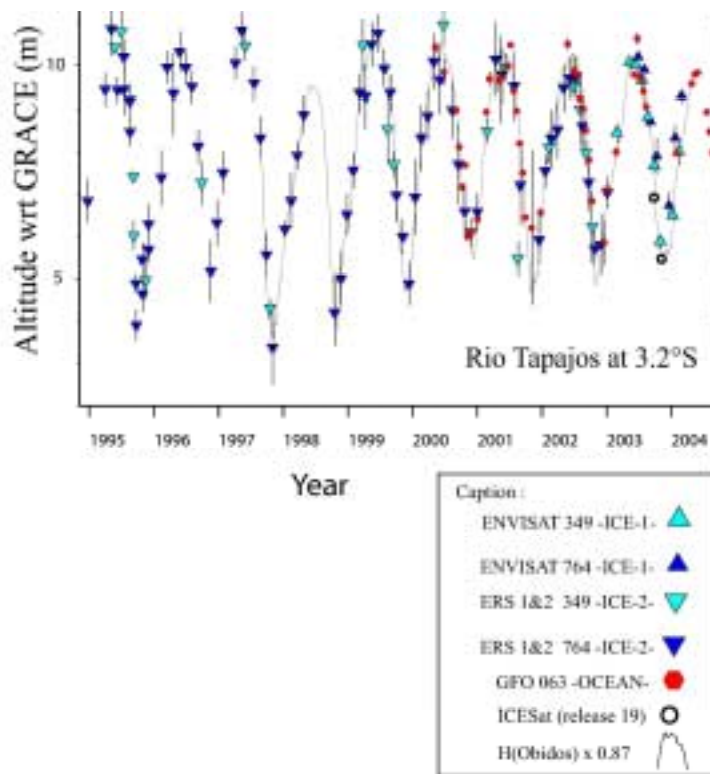 Altitude wrt GRACE (m)
10
5
Rio Tapajos at 3.2°S
1995 1996 1997 1998 1999 2000 2001 2002 2003 2004
Year
Caption :
ENVISAT 349 -ICE-1-
ENVISAT 764 -ICE-1-
ERS 1&2 349 -ICE-2-
ERS 1&2 764 -ICE-2-
GFO 063 -OCEAN-
ICESat (release 19)
H(Obidos) x 0.87